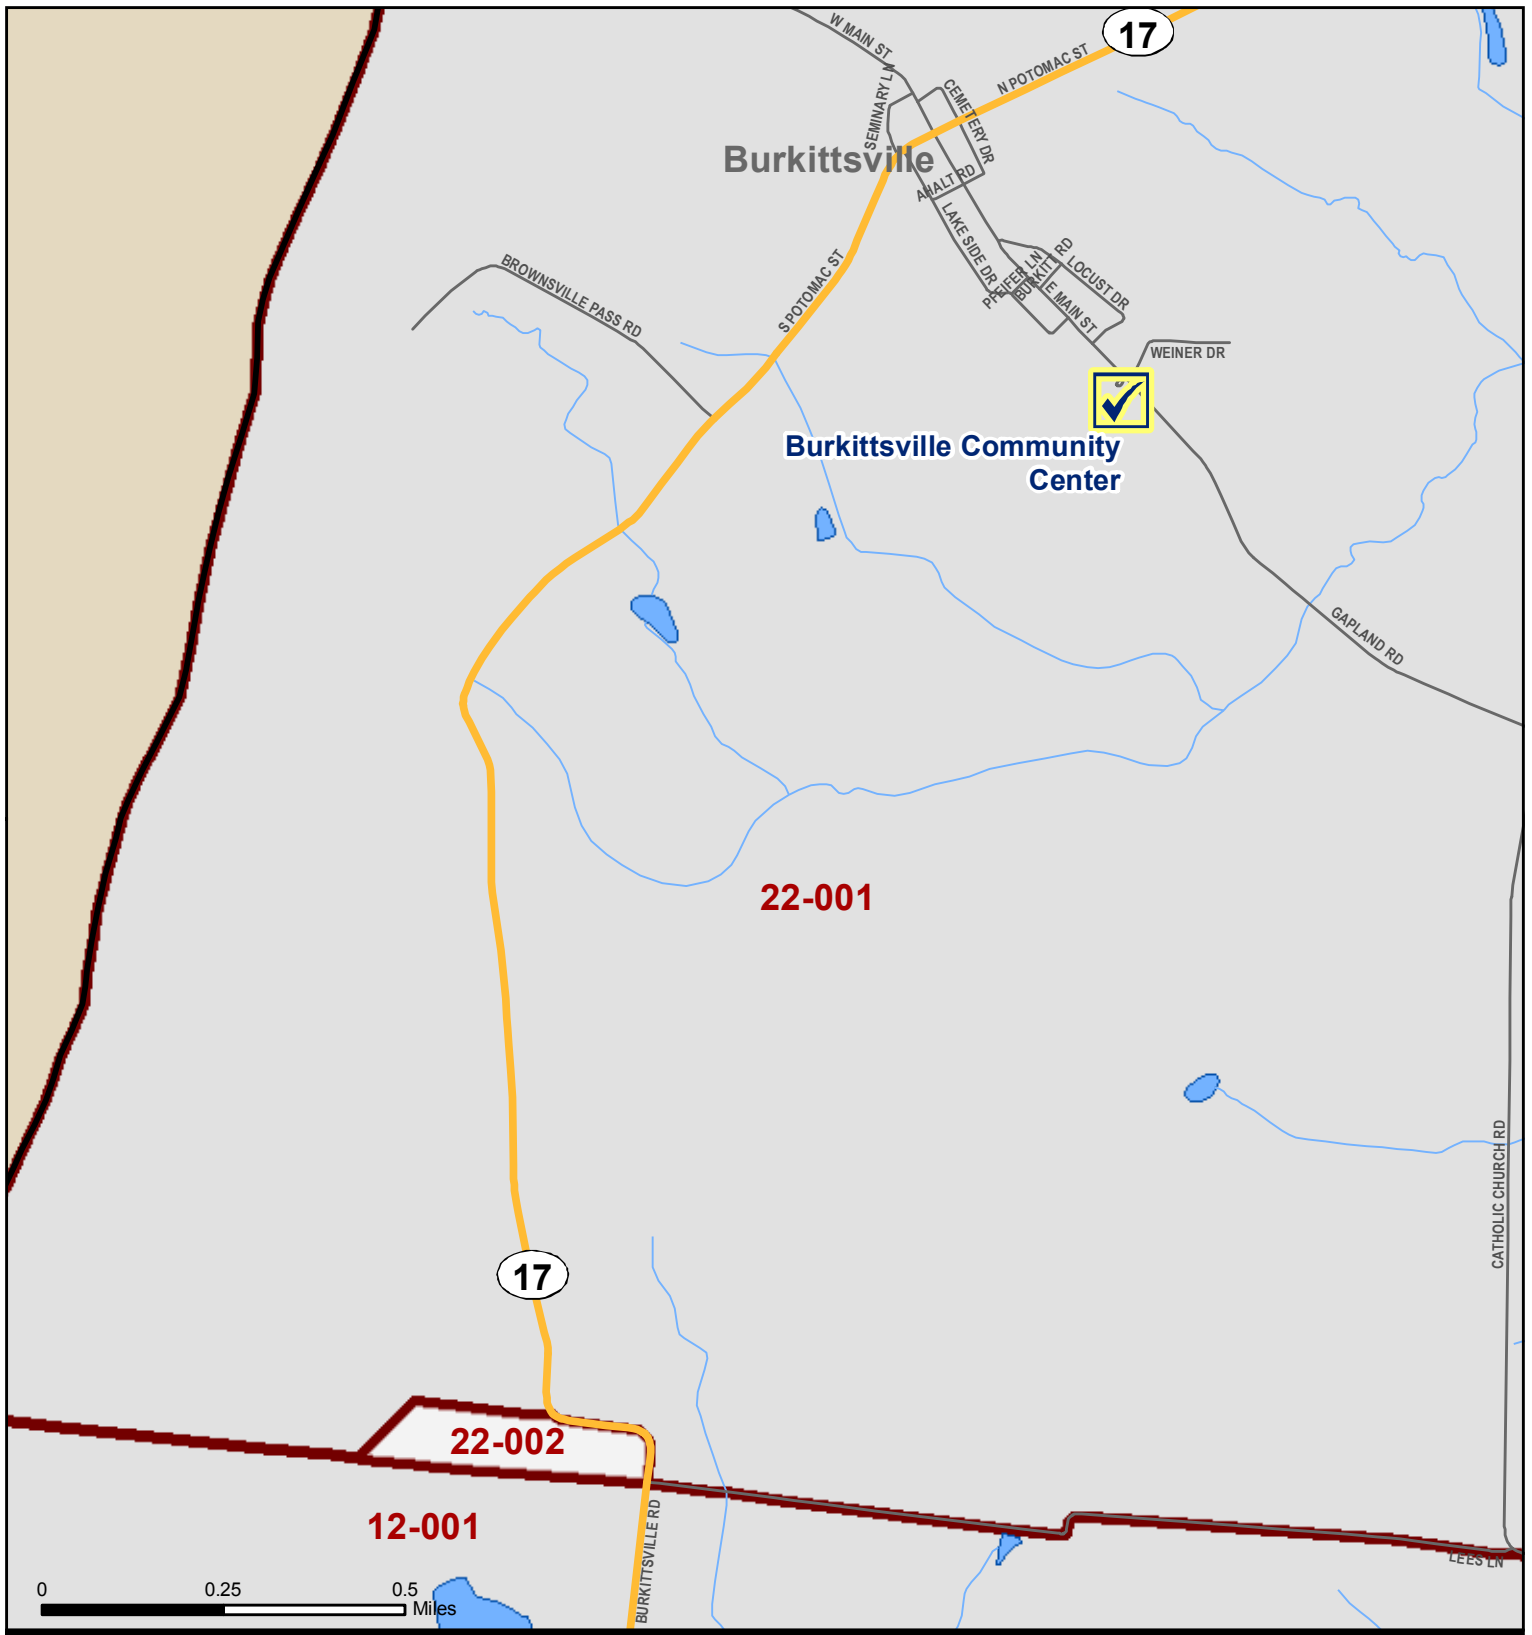 W MAIN ST
17
N POTOMAC ST
SEMINARY LN
CEMETERY DR
Burkittsville
AHALT RD
LAKE SIDE DR
S POTOMAC ST
BROWNSVILLE PASS RD
PFEIFER LN
BURKITT RD
LOCUST DR
E MAIN ST
WEINER DR
Burkittsville Community
Center
GAPLAND RD
22-001
CATHOLIC CHURCH RD
17
22-002
12-001
BURKITTSVILLE RD
LEES LN
0 0.25 0.5
Miles